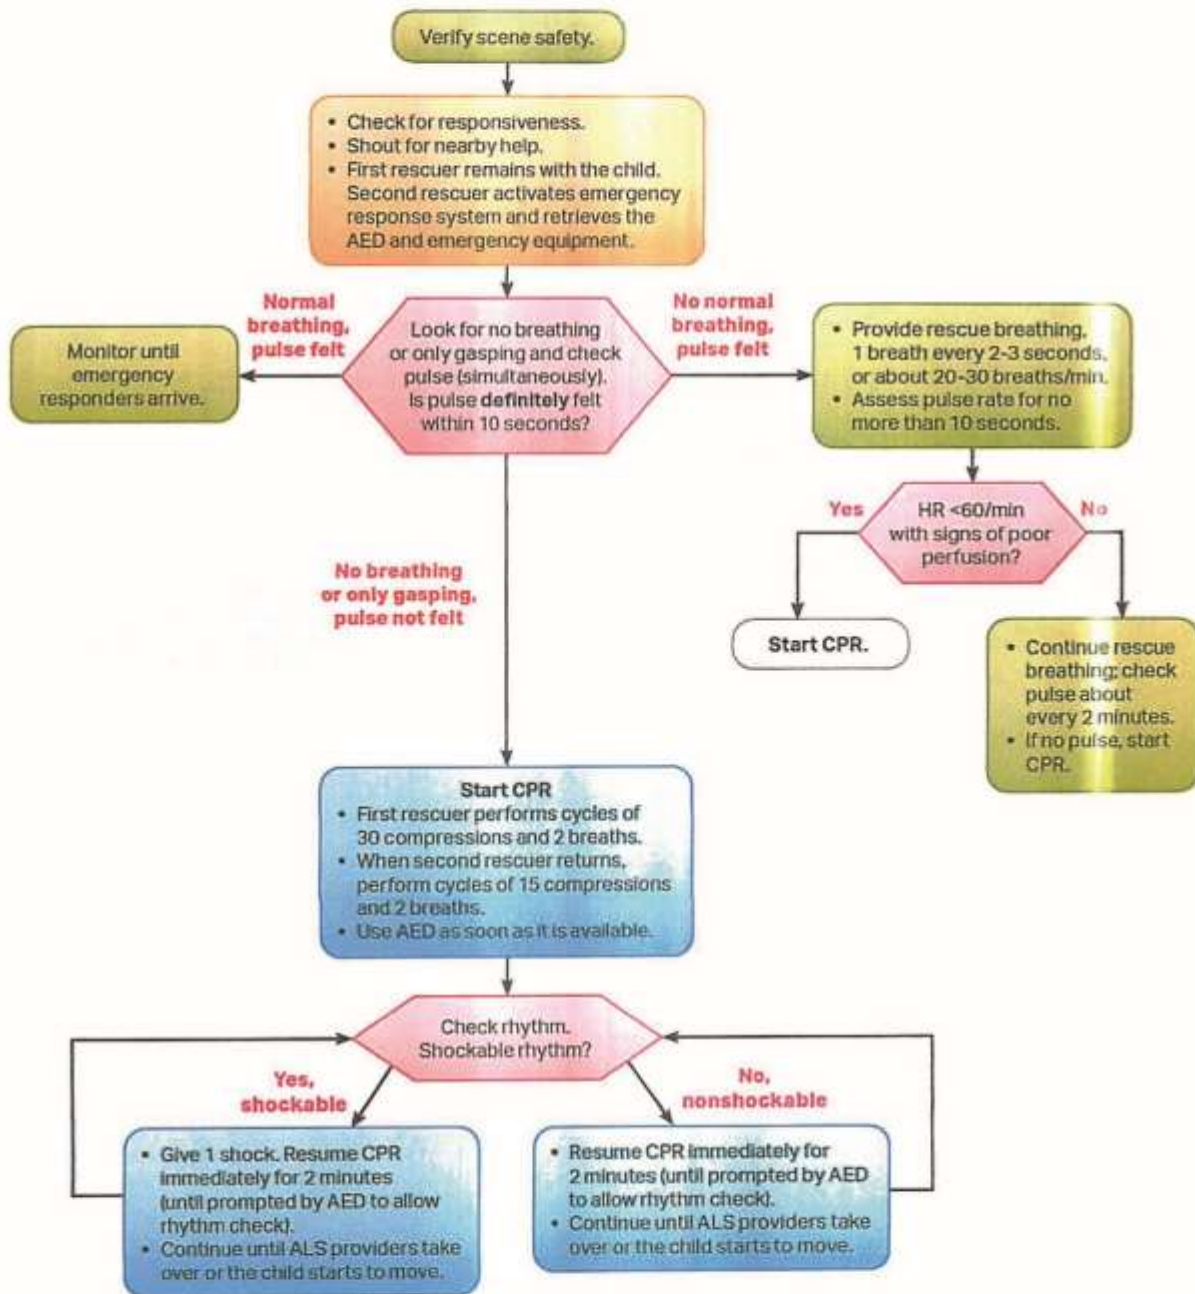 Verify scene safety.
• Check for responsiveness.
• Shout for nearby help.
• First rescuer remains with the child.
Second rescuer activates emergency
response system and retrieves the
AED and emergency equipment.
Normal
breathing,
pulse felt
Look for no breathing
or only gasping and check
pulse (simultaneously).
Is pulse definitely felt
within 10 seconds?
No normal
breathing,
pulse felt
Monitor until
emergency
responders arrive.
• Provide rescue breathing,
1 breath every 2-3 seconds,
or about 20-30 breaths/min.
• Assess pulse rate for no
more than 10 seconds.
Yes
HR <60/min
with signs of poor
perfusion?
No
No breathing
or only gasping,
pulse not felt
Start CPR.
• Continue rescue
breathing; check
pulse about
every 2 minutes.
• If no pulse, start
CPR.
Start CPR
• First rescuer performs cycles of
30 compressions and 2 breaths.
• When second rescuer returns,
perform cycles of 15 compressions
and 2 breaths.
• Use AED as soon as it is available.
Check rhythm.
Shockable rhythm?
Yes,
shockable
No,
nonshockable
• Give 1 shock. Resume CPR
immediately for 2 minutes
(until prompted by AED to allow
rhythm check).
• Continue until ALS providers take
over or the child starts to move.
• Resume CPR immediately for
2 minutes (until prompted by AED
to allow rhythm check).
• Continue until ALS providers take
over or the child starts to move.